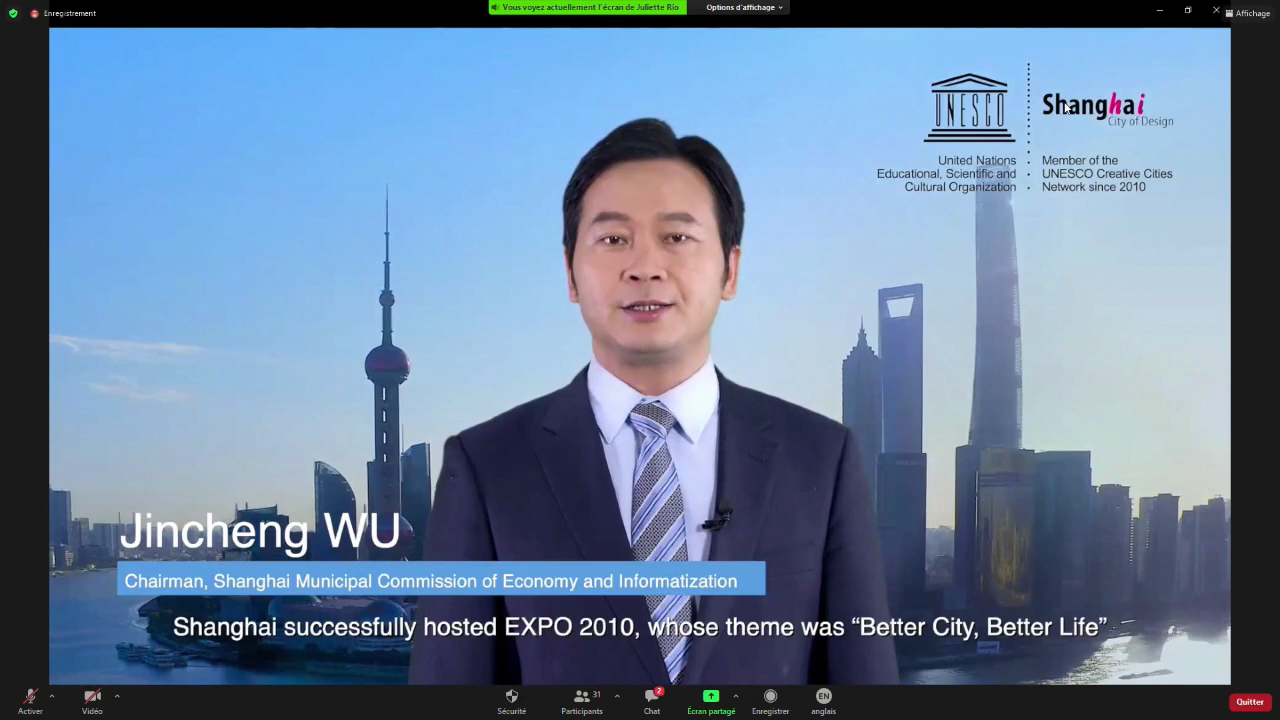 Enregistrement
Vous voyez actuellement l'écran de Juliette Rio
Options d'affichage
Affichage
UNESCO
Shanghai
City of Design
United Nations
Educational, Scientific and
Cultural Organization
Member of the
UNESCO Creative Cities
Network since 2010
Jincheng WU
Chairman, Shanghai Municipal Commission of Economy and Informatization
Shanghai successfully hosted EXPO 2010, whose theme was “Better City, Better Life”
Activer
Vidéo
Sécurité
31
Participants
2
Chat
Écran partagé
Enregistrer
EN
anglais
Quitter